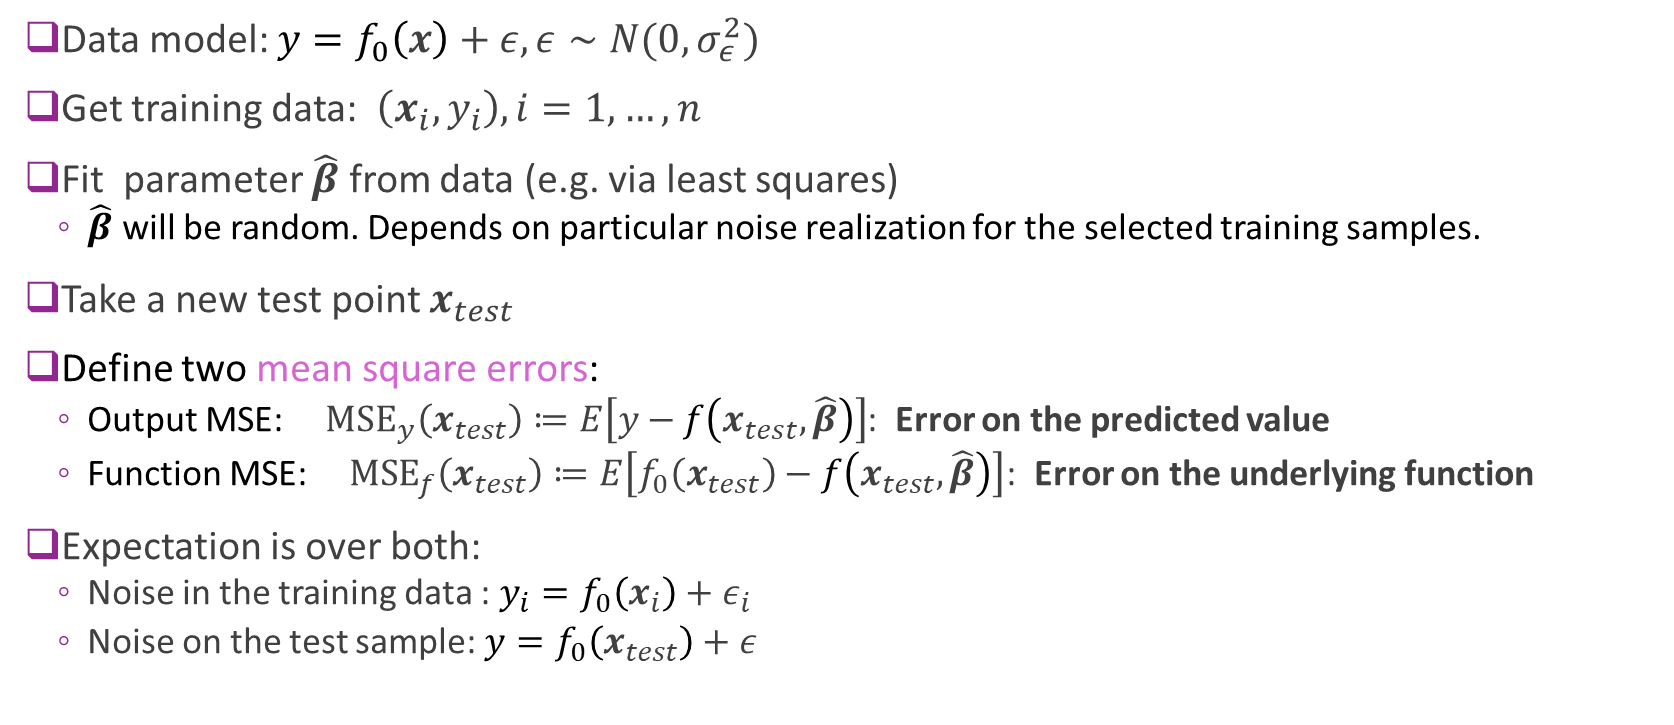 ❑Data model: y = f₀(x) + ϵ, ϵ ~ N(0, σ_ϵ²)
❑Get training data: (xᵢ, yᵢ), i = 1, … , n
❑Fit parameter β̂ from data (e.g. via least squares)
◦ β̂ will be random. Depends on particular noise realization for the selected training samples.
❑Take a new test point x_test
❑Define two mean square errors:
◦ Output MSE: MSE_y(x_test) ≔ E[y − f(x_test, β̂)]: Error on the predicted value
◦ Function MSE: MSE_f(x_test) ≔ E[f₀(x_test) − f(x_test, β̂)]: Error on the underlying function
❑Expectation is over both:
◦ Noise in the training data : yᵢ = f₀(xᵢ) + ϵᵢ
◦ Noise on the test sample: y = f₀(x_test) + ϵ